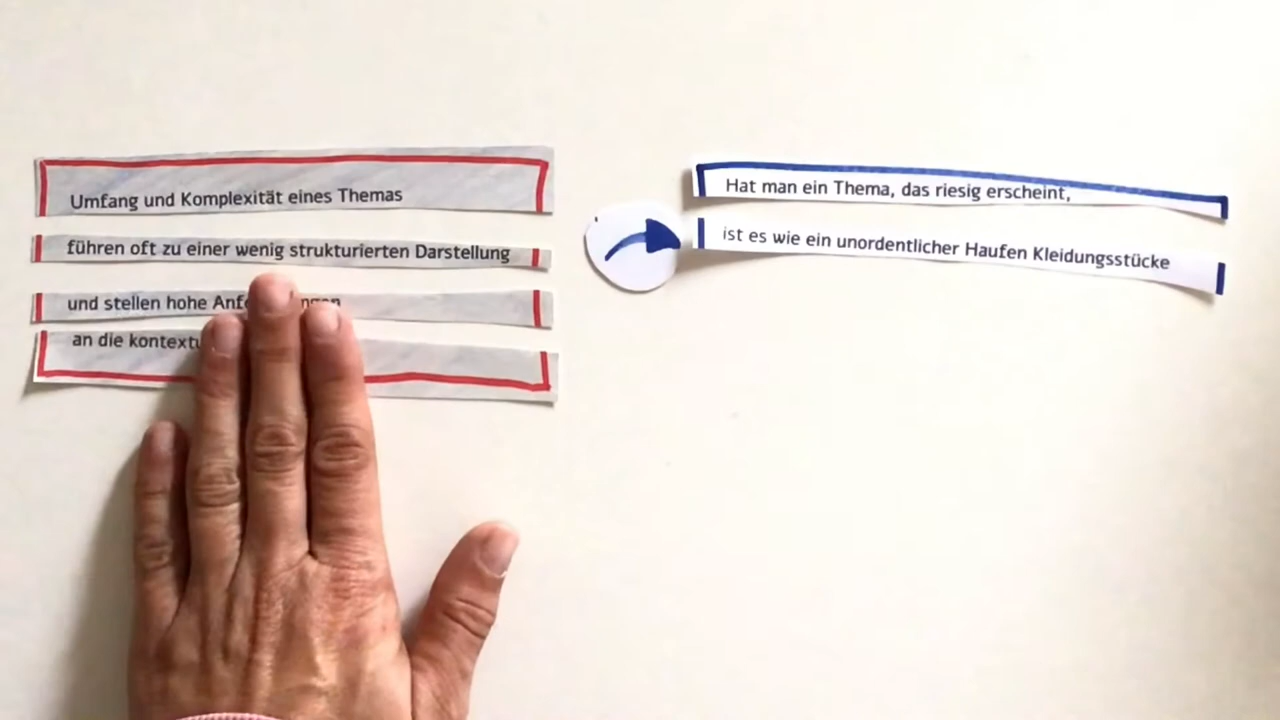 Umfang und Komplexität eines Themas
führen oft zu einer wenig strukturierten Darstellung
und stellen hohe
an die
Hat man ein Thema, das riesig erscheint,
ist es wie ein unordentlicher Haufen Kleidungsstücke